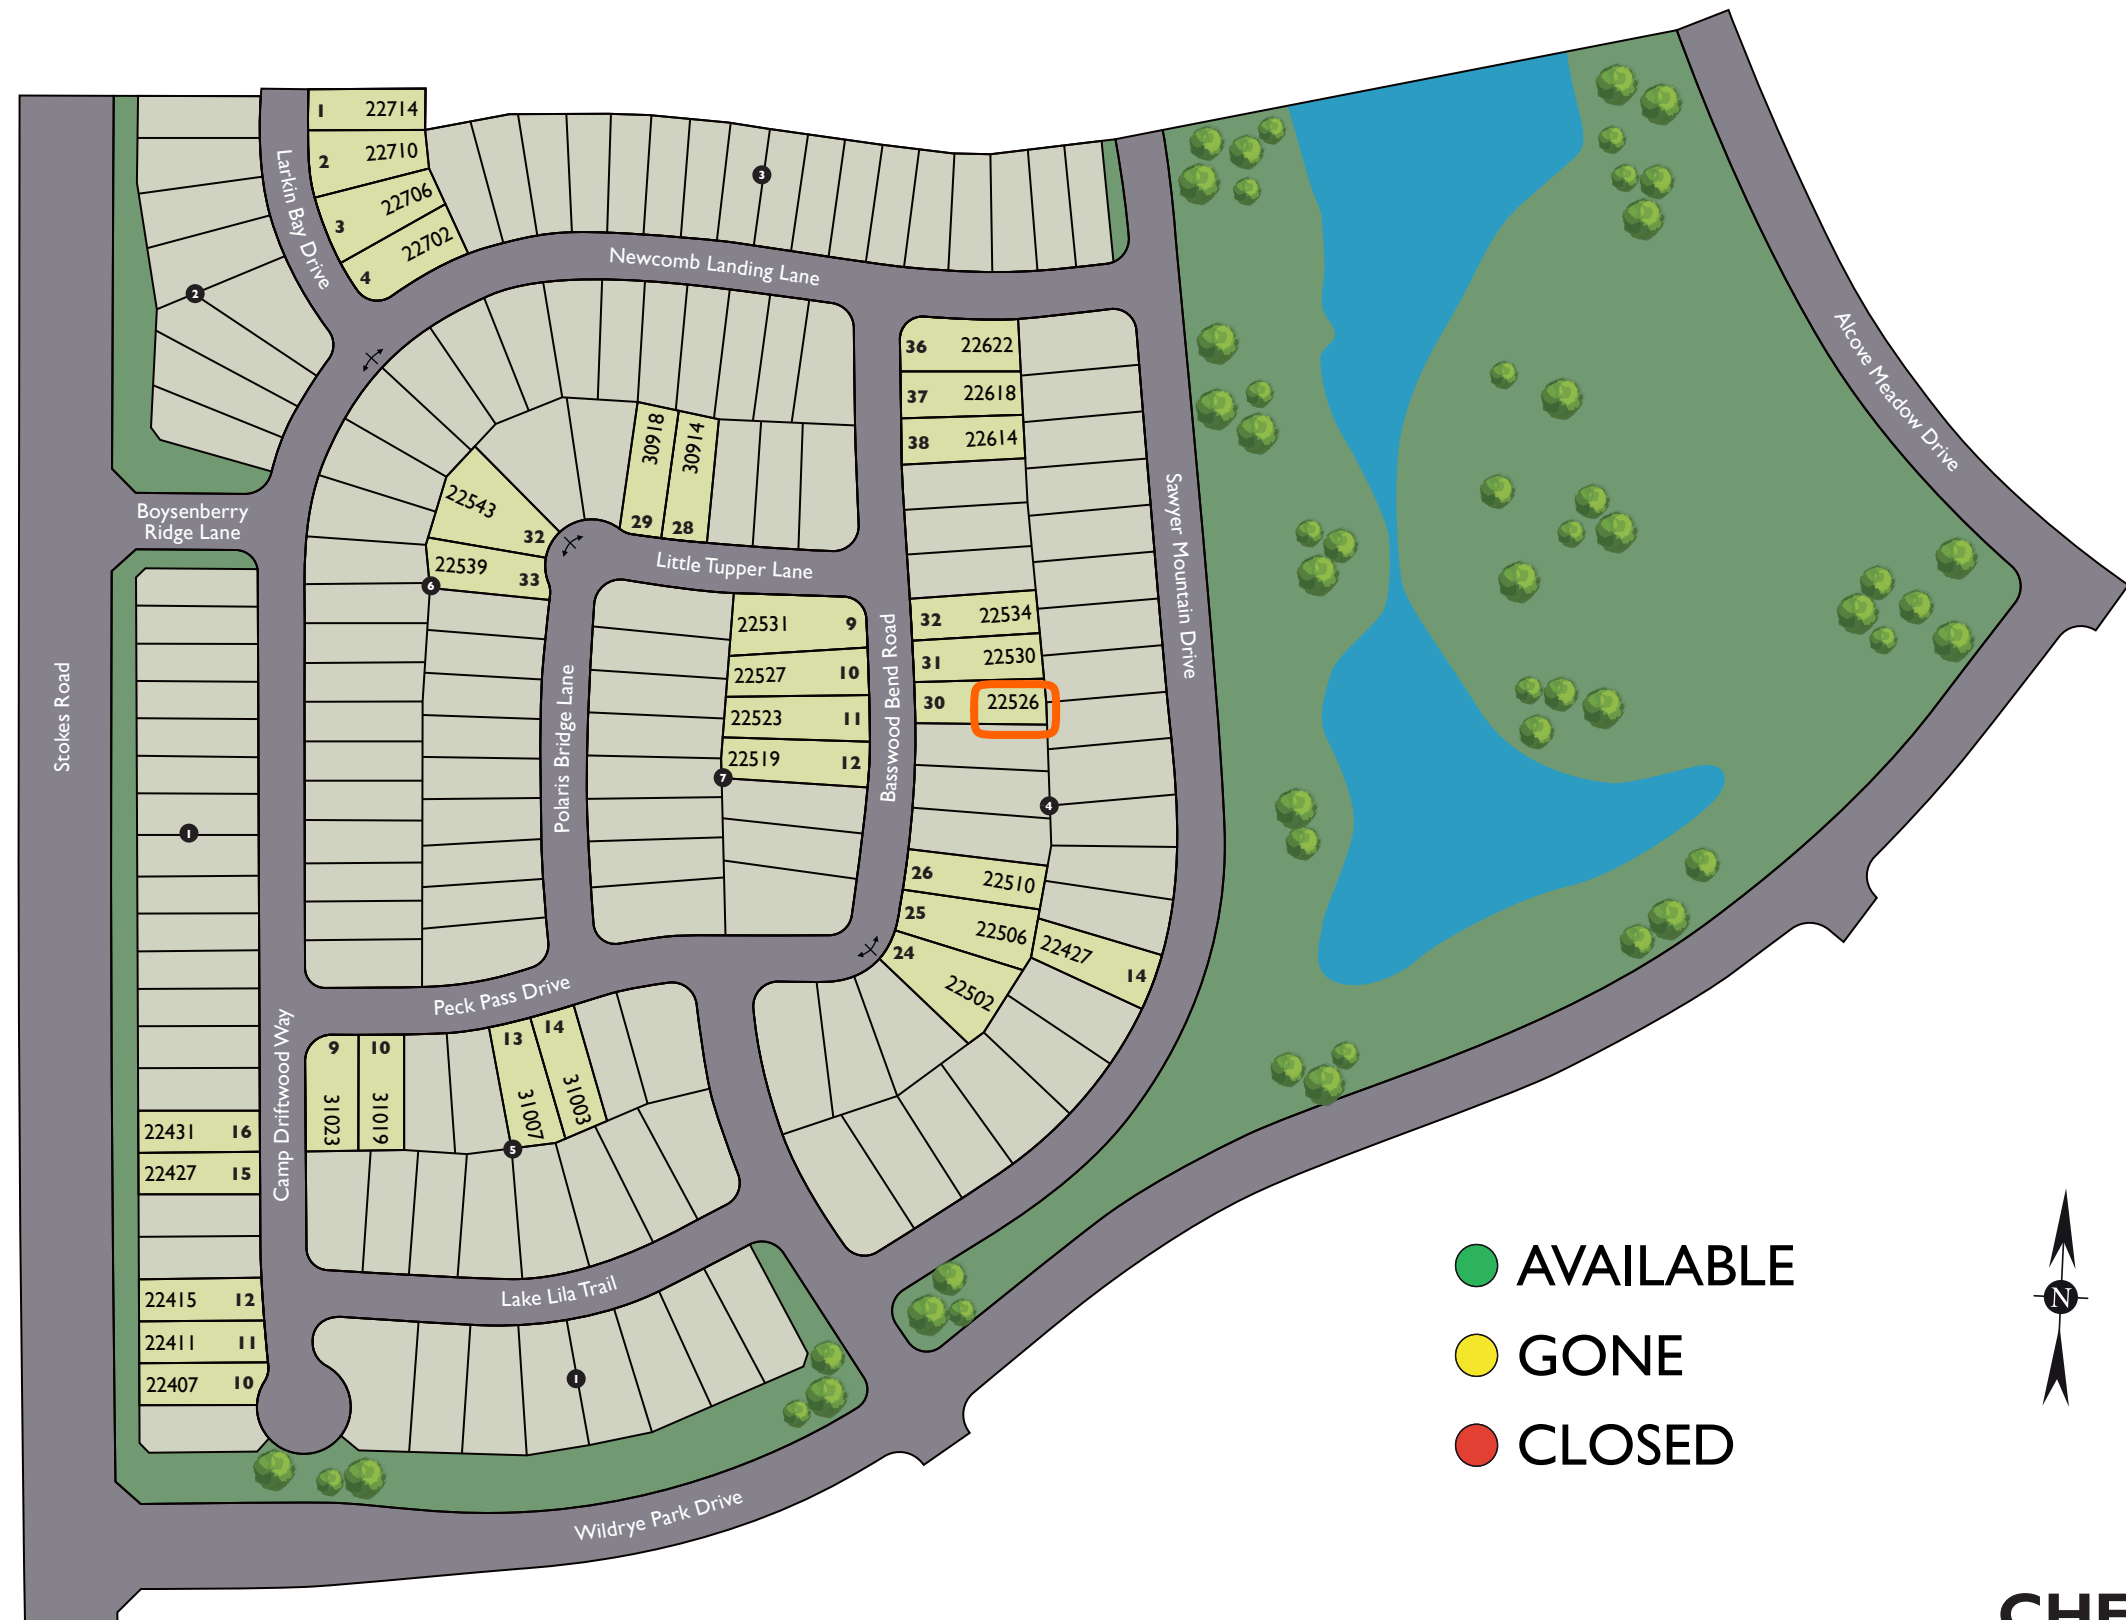 1 22714
2 22710
3 22706
4 22702
Larkin Bay Drive
3
2
Newcomb Landing Lane
Alcove Meadow Drive
36 22622
37 22618
38 22614
30918 29
30914 28
22543 32
22539 33
6
Boysenberry
Ridge Lane
Little Tupper Lane
Sawyer Mountain Drive
Stokes Road
Polaris Bridge Lane
22531 9
22527 10
22523 11
22519 12
7
Basswood Bend Road
32 22534
31 22530
30 22526
4
1
26 22510
25 22506
24 22502
22427 14
Peck Pass Drive
Camp Driftwood Way
9 31023
10 31019
13 31007
14 31003
5
22431 16
22427 15
22415 12
22411 11
22407 10
Lake Lila Trail
1
Wildrye Park Drive
AVAILABLE
GONE
CLOSED
N
CHE